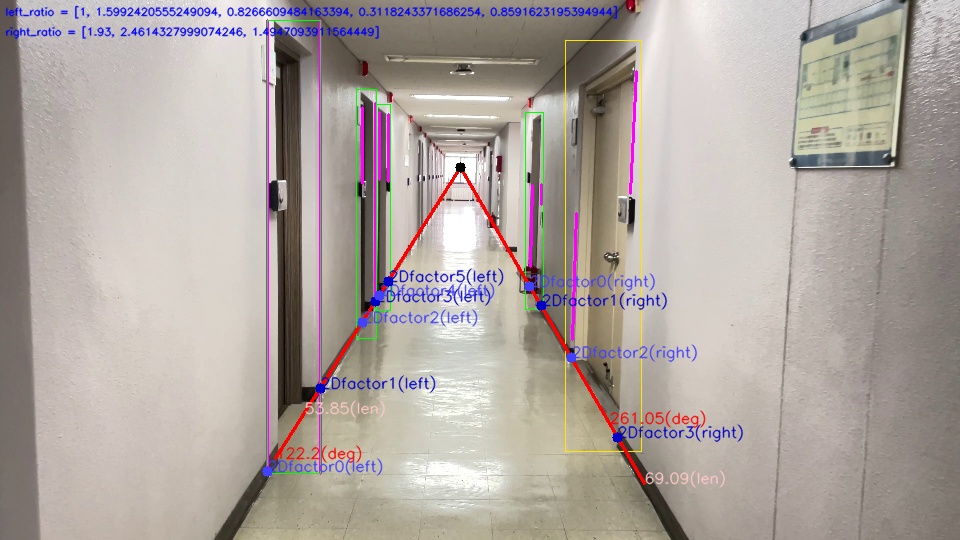 left_ratio = [1, 1.5992420555249094, 0.8266609484163394, 0.3118243371686254, 0.8591623195394944]
right_ratio = [1.93, 2.4614327999074246, 1.4947093911564449]
2Dfactor5(left)
2Dfactor4(left)
2Dfactor3(left)
2Dfactor2(left)
2Dfactor1(left)
53.85(len)
122.2(deg)
2Dfactor0(left)
2Dfactor0(right)
2Dfactor1(right)
2Dfactor2(right)
261.05(deg)
2Dfactor3(right)
69.09(len)